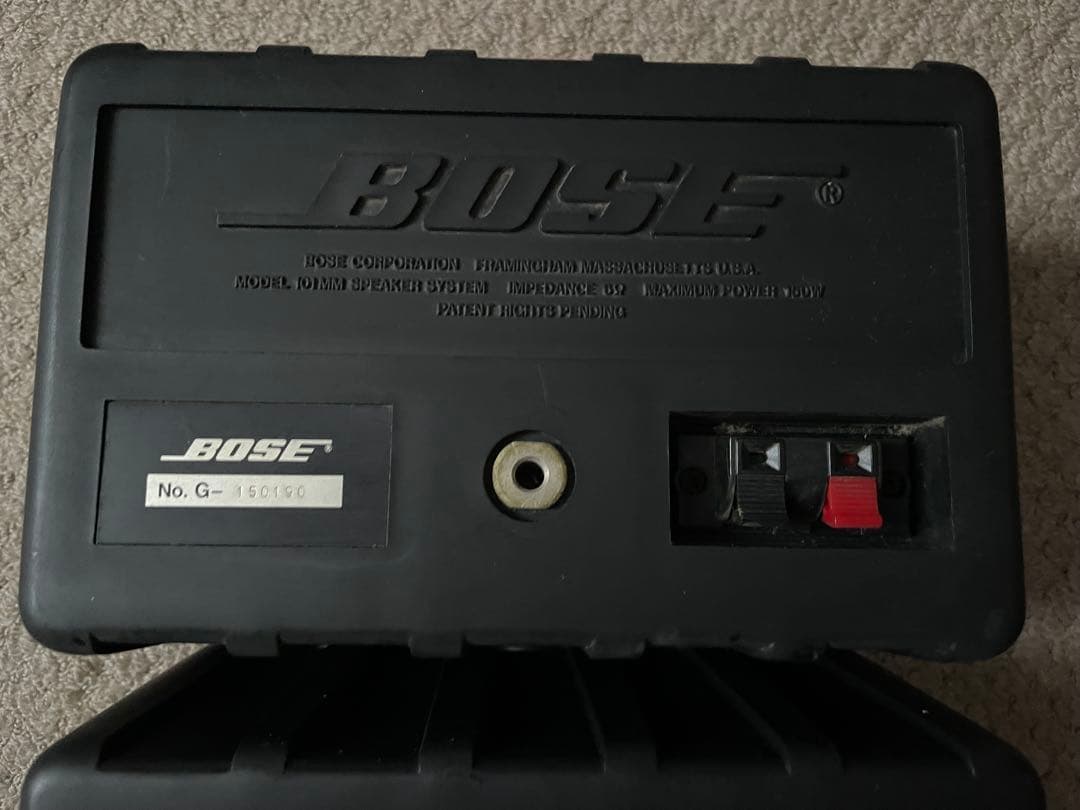 BOSE®
BOSE CORPORATION FRAMINGHAM MASSACHUSETTS U.S.A.
MODEL 101MM SPEAKER SYSTEM IMPEDANCE 6Ω MAXIMUM POWER 150W
PATENT RIGHTS PENDING
BOSE®
No. G- 150190